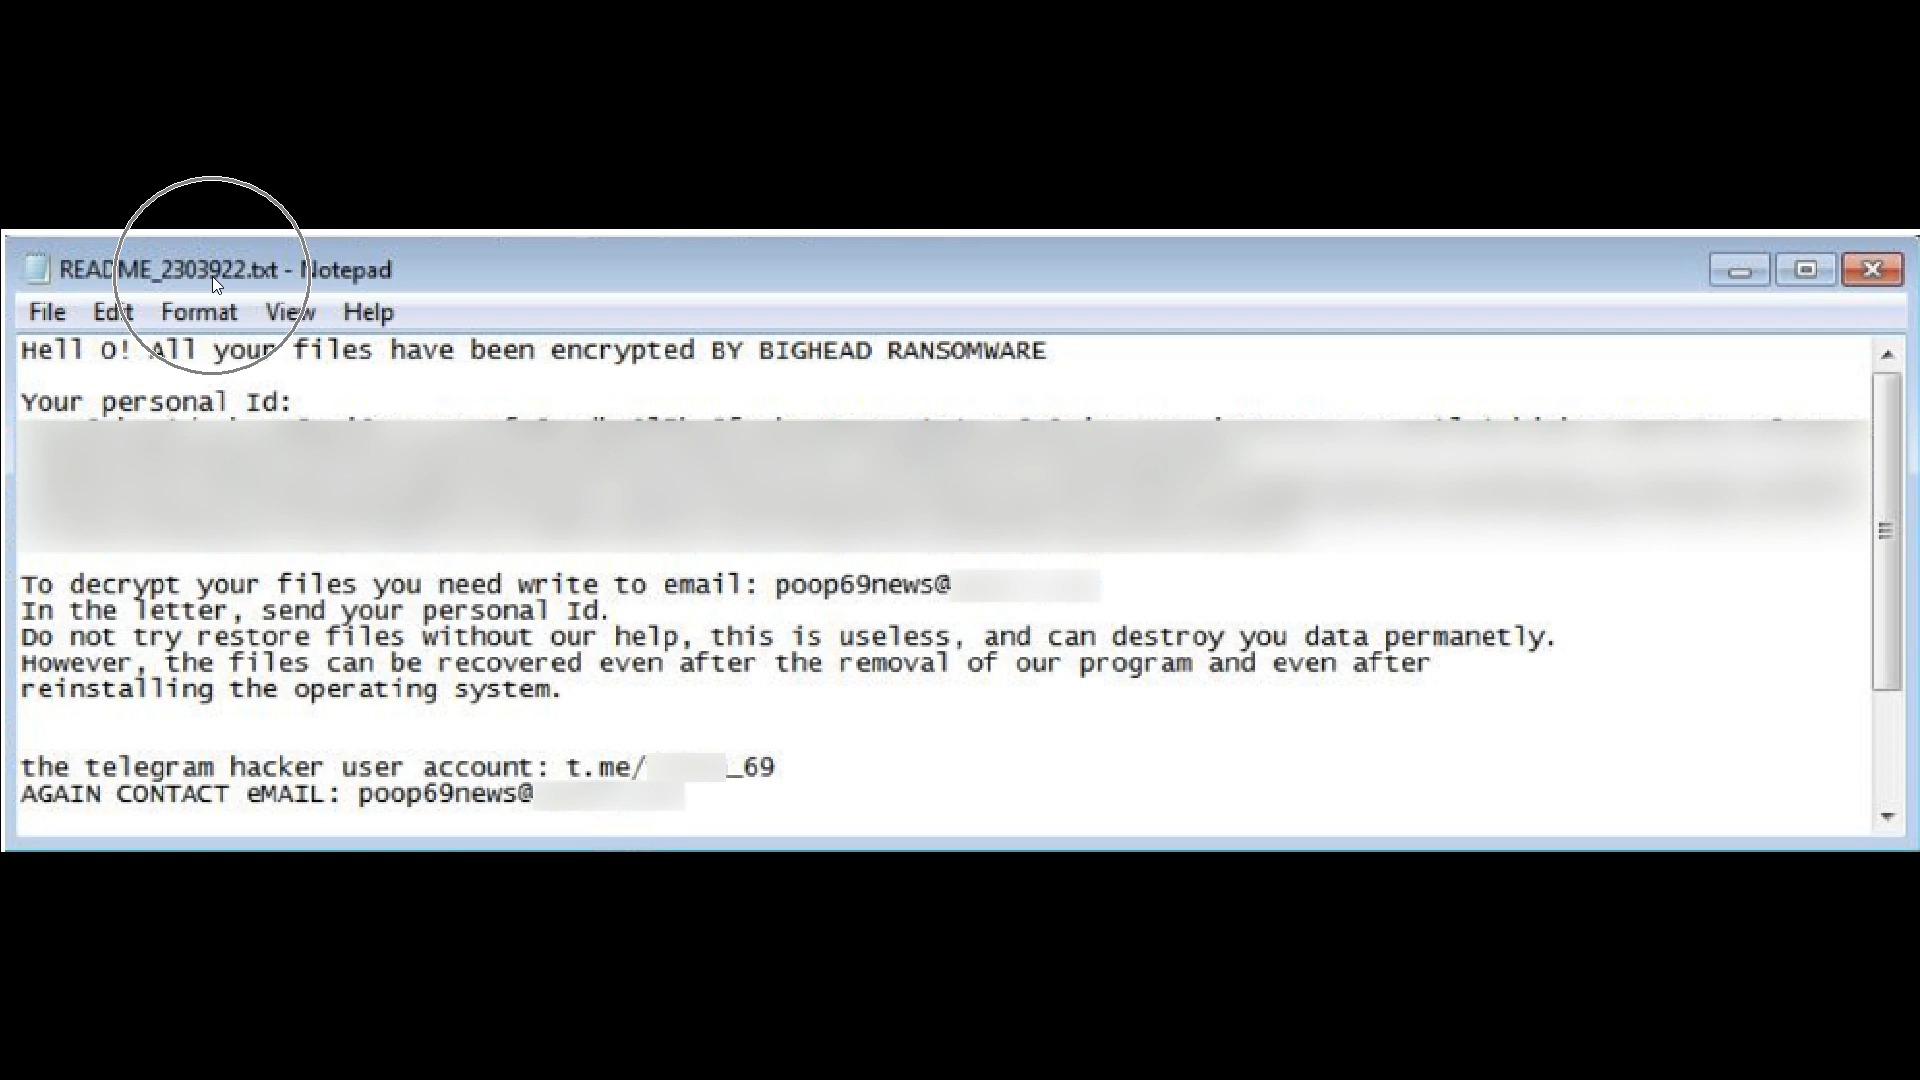 README_2303922.txt - Notepad
File Edit Format View Help
Hell O! All your files have been encrypted BY BIGHEAD RANSOMWARE
Your personal Id:
To decrypt your files you need write to email: poop69news@
In the letter, send your personal Id.
Do not try restore files without our help, this is useless, and can destroy you data permanetly.
However, the files can be recovered even after the removal of our program and even after
reinstalling the operating system.
the telegram hacker user account: t.me/ _69
AGAIN CONTACT eMAIL: poop69news@